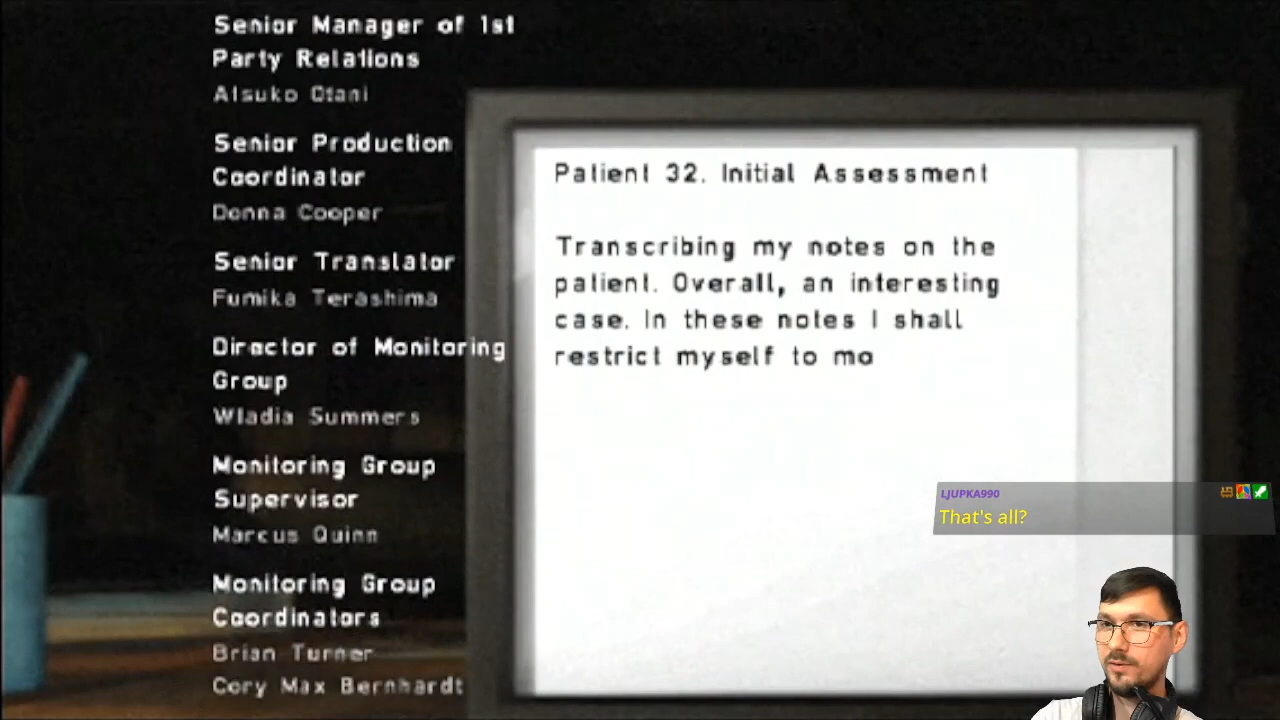 Senior Manager of 1st
Party Relations
Atsuko Otani
Senior Production
Coordinator
Donna Cooper
Senior Translator
Fumika Terashima
Director of Monitoring
Group
Wladia Summers
Monitoring Group
Supervisor
Marcus Quinn
Monitoring Group
Coordinators
Brian Turner
Cory Max Bernhardt
Patient 32. Initial Assessment
Transcribing my notes on the
patient. Overall, an interesting
case. In these notes I shall
restrict myself to mo
LJUPKA990
That's all?